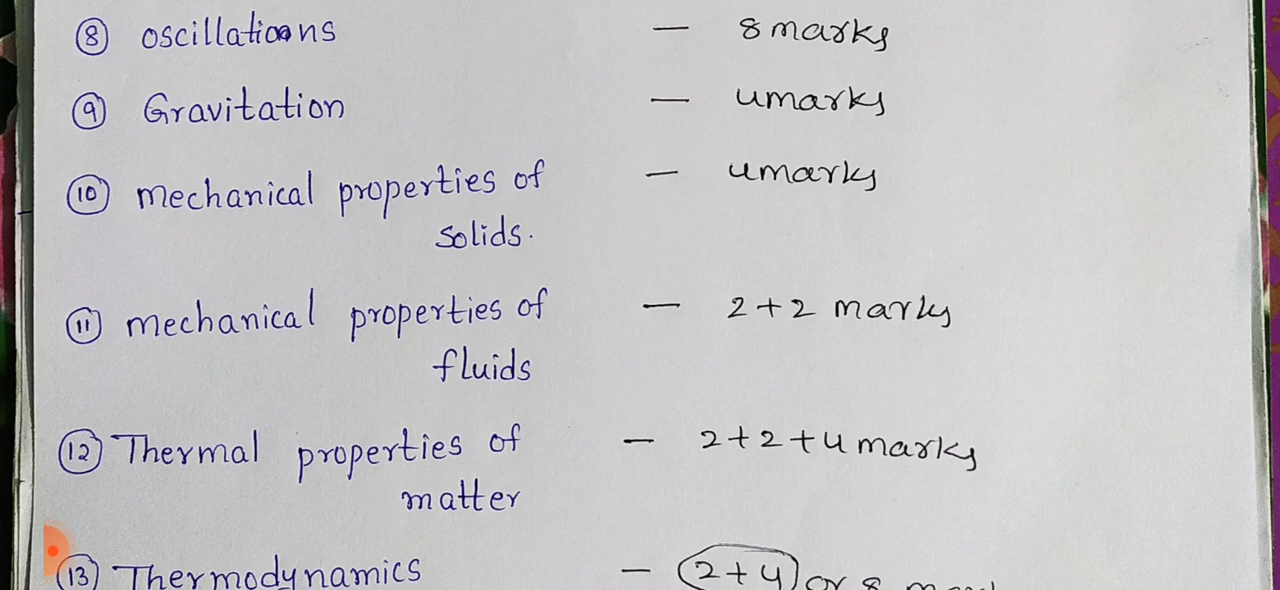 ⑧ oscillations — 8 marks
⑨ Gravitation — 4 marks
⑩ mechanical properties of — 4 marks
solids.
⑪ mechanical properties of — 2+2 marks
fluids
⑫ Thermal properties of — 2+2+4 marks
matter
⑬ Thermodynamics — (2+4) or 8